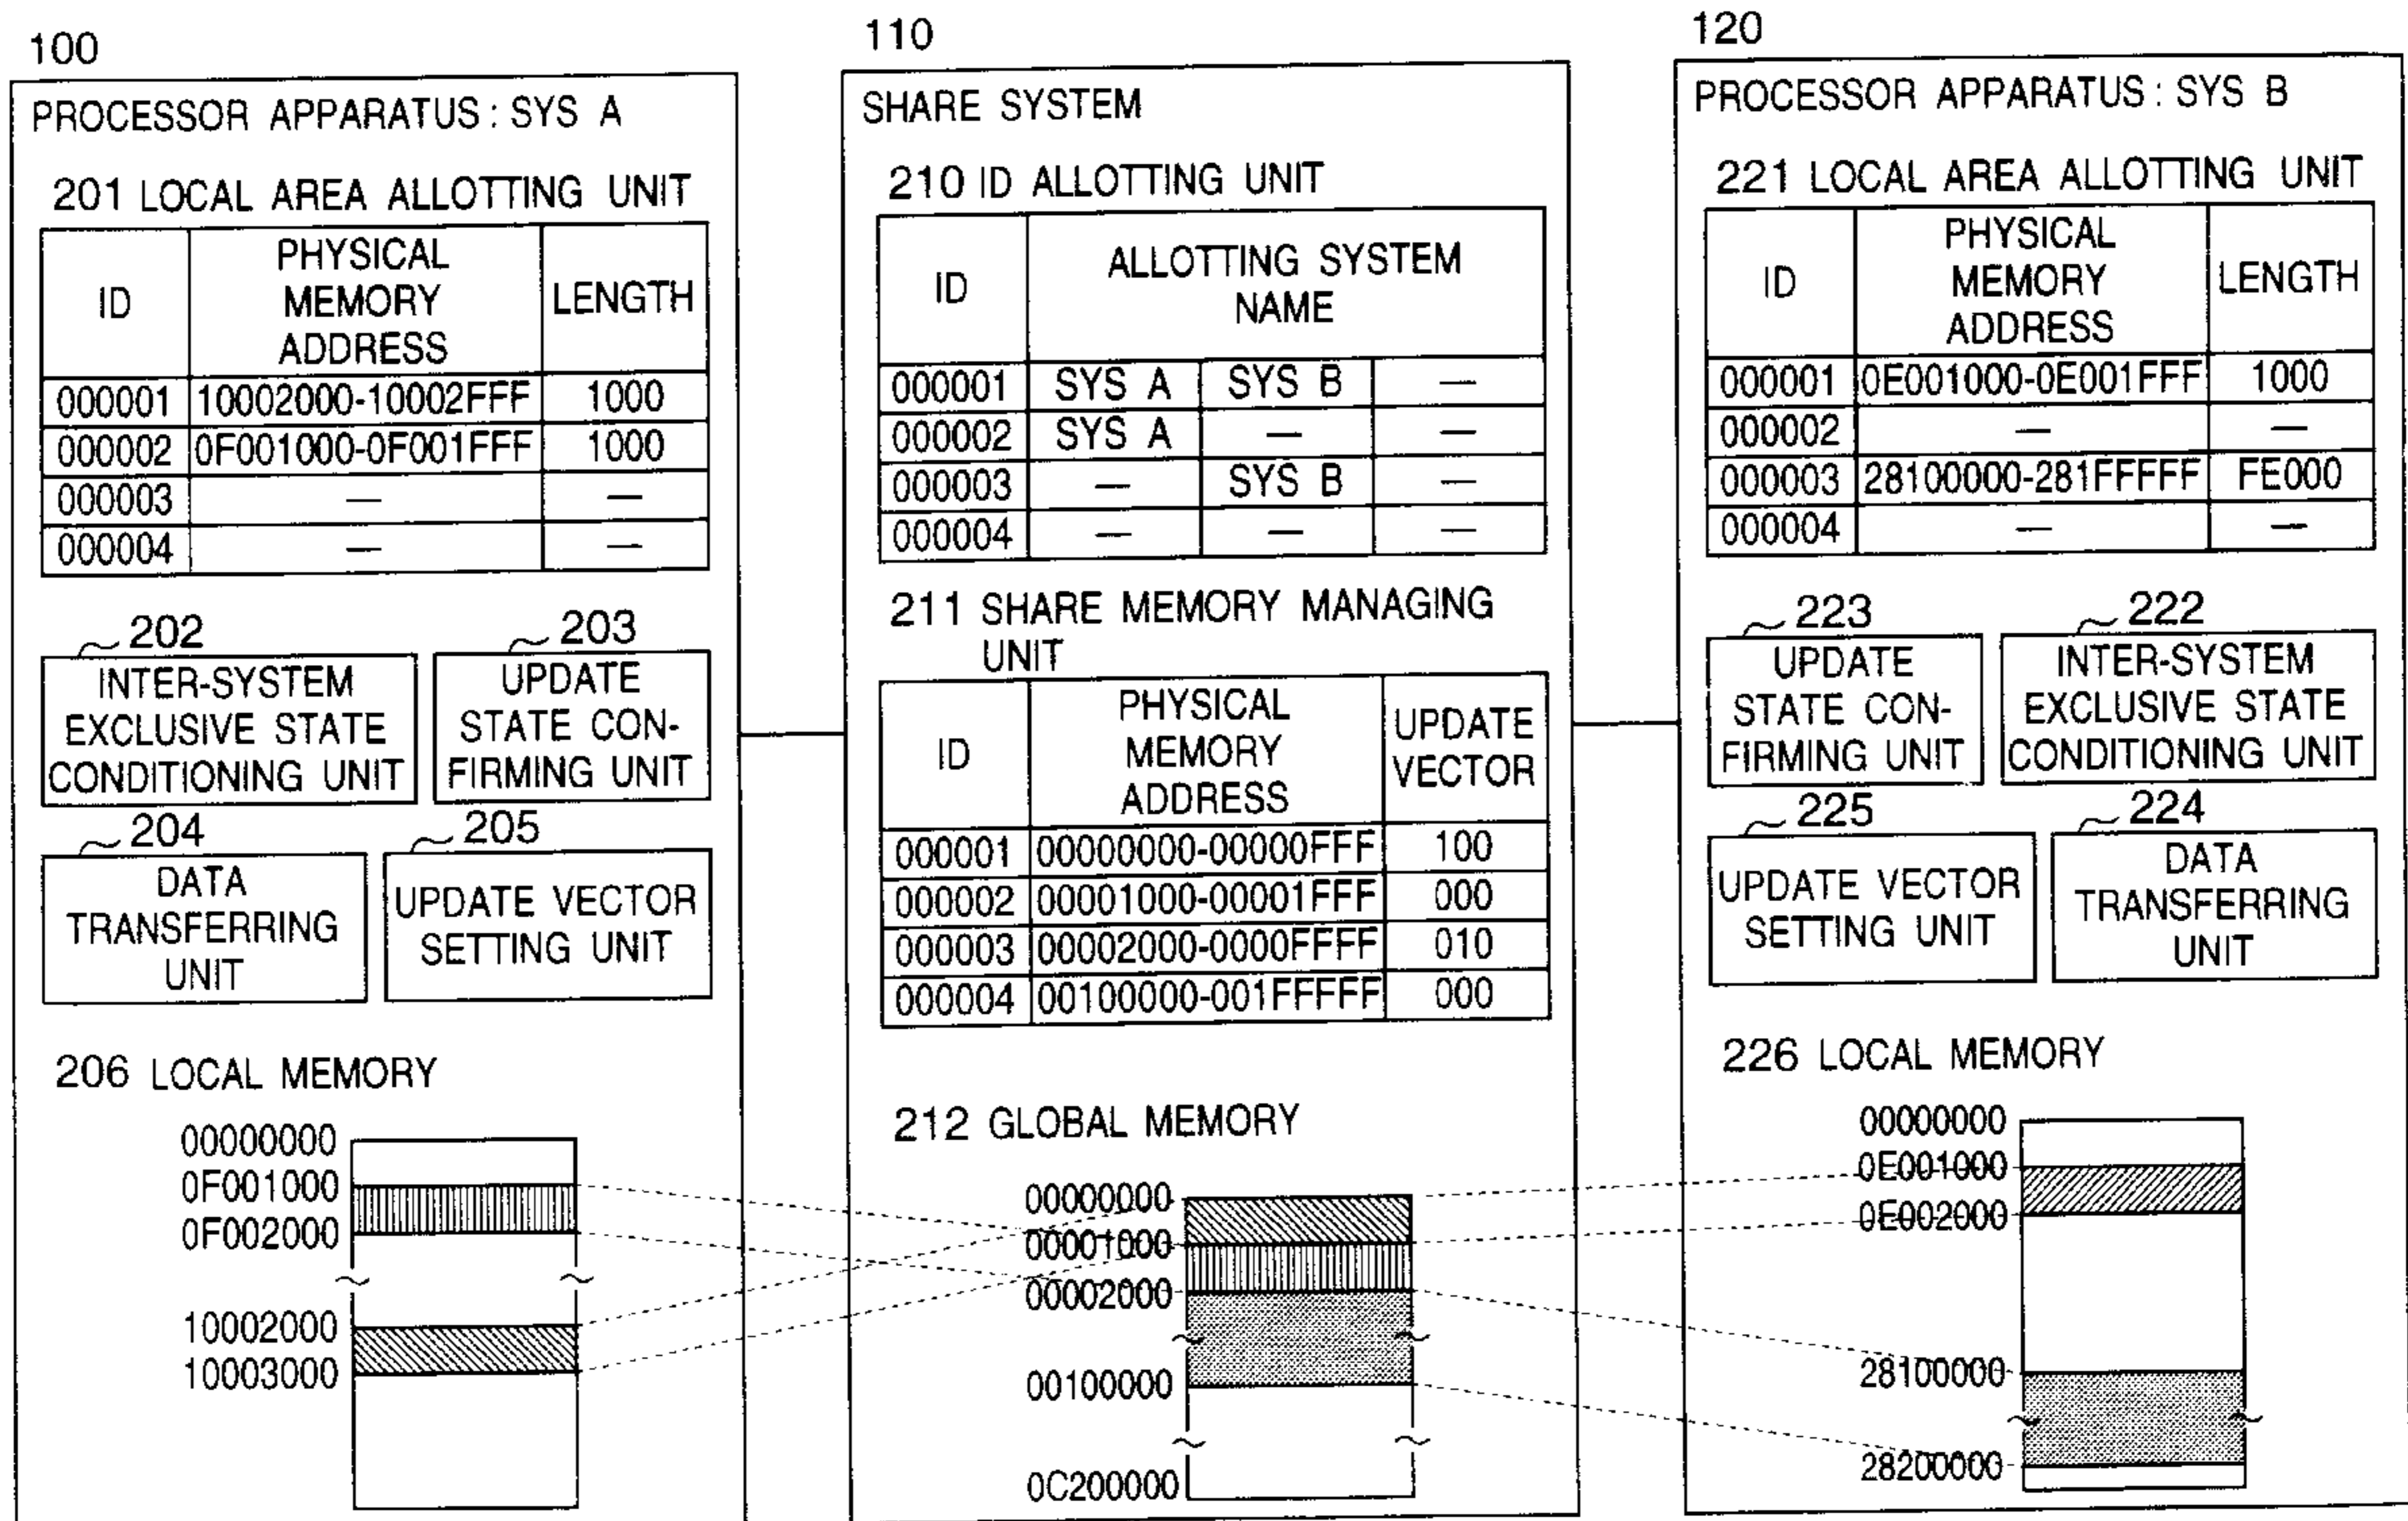 100
PROCESSOR APPARATUS : SYS A
201 LOCAL AREA ALLOTTING UNIT
ID
PHYSICAL
MEMORY
ADDRESS
LENGTH
000001 10002000-10002FFF 1000
000002 0F001000-0F001FFF 1000
000003 — —
000004 — —
202
INTER-SYSTEM
EXCLUSIVE STATE
CONDITIONING UNIT
203
UPDATE
STATE CON-
FIRMING UNIT
204
DATA
TRANSFERRING
UNIT
205
UPDATE VECTOR
SETTING UNIT
206 LOCAL MEMORY
00000000
0F001000
0F002000
10002000
10003000
110
SHARE SYSTEM
210 ID ALLOTTING UNIT
ID
ALLOTTING SYSTEM
NAME
000001 SYS A SYS B —
000002 SYS A — —
000003 — SYS B —
000004 — — —
211 SHARE MEMORY MANAGING
UNIT
ID
PHYSICAL
MEMORY
ADDRESS
UPDATE
VECTOR
000001 00000000-00000FFF 100
000002 00001000-00001FFF 000
000003 00002000-0000FFFF 010
000004 00100000-001FFFFF 000
212 GLOBAL MEMORY
00000000
00001000
00002000
00100000
0C200000
120
PROCESSOR APPARATUS : SYS B
221 LOCAL AREA ALLOTTING UNIT
ID
PHYSICAL
MEMORY
ADDRESS
LENGTH
000001 0E001000-0E001FFF 1000
000002 — —
000003 28100000-281FFFFF FE000
000004 — —
223
UPDATE
STATE CON-
FIRMING UNIT
222
INTER-SYSTEM
EXCLUSIVE STATE
CONDITIONING UNIT
225
UPDATE VECTOR
SETTING UNIT
224
DATA
TRANSFERRING
UNIT
226 LOCAL MEMORY
00000000
0E001000
0E002000
28100000
28200000